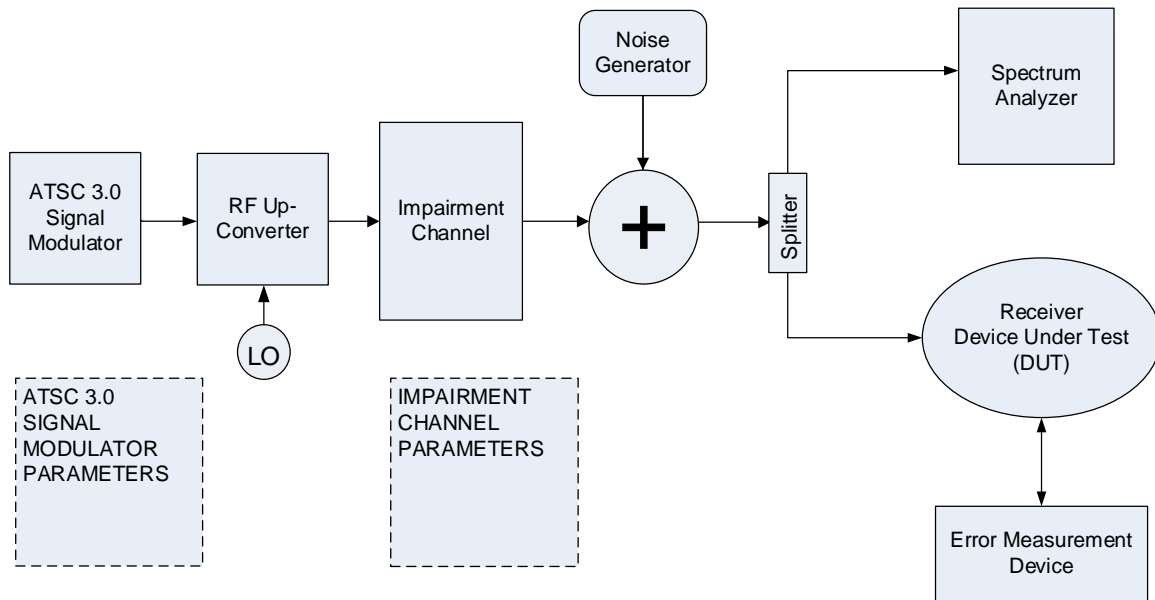 Noise
Generator
Spectrum
Analyzer
ATSC 3.0
Signal
Modulator
RF Up-
Converter
Impairment
Channel
+
Splitter
LO
Receiver
Device Under Test
(DUT)
ATSC 3.0
SIGNAL
MODULATOR
PARAMETERS
IMPAIRMENT
CHANNEL
PARAMETERS
Error Measurement
Device